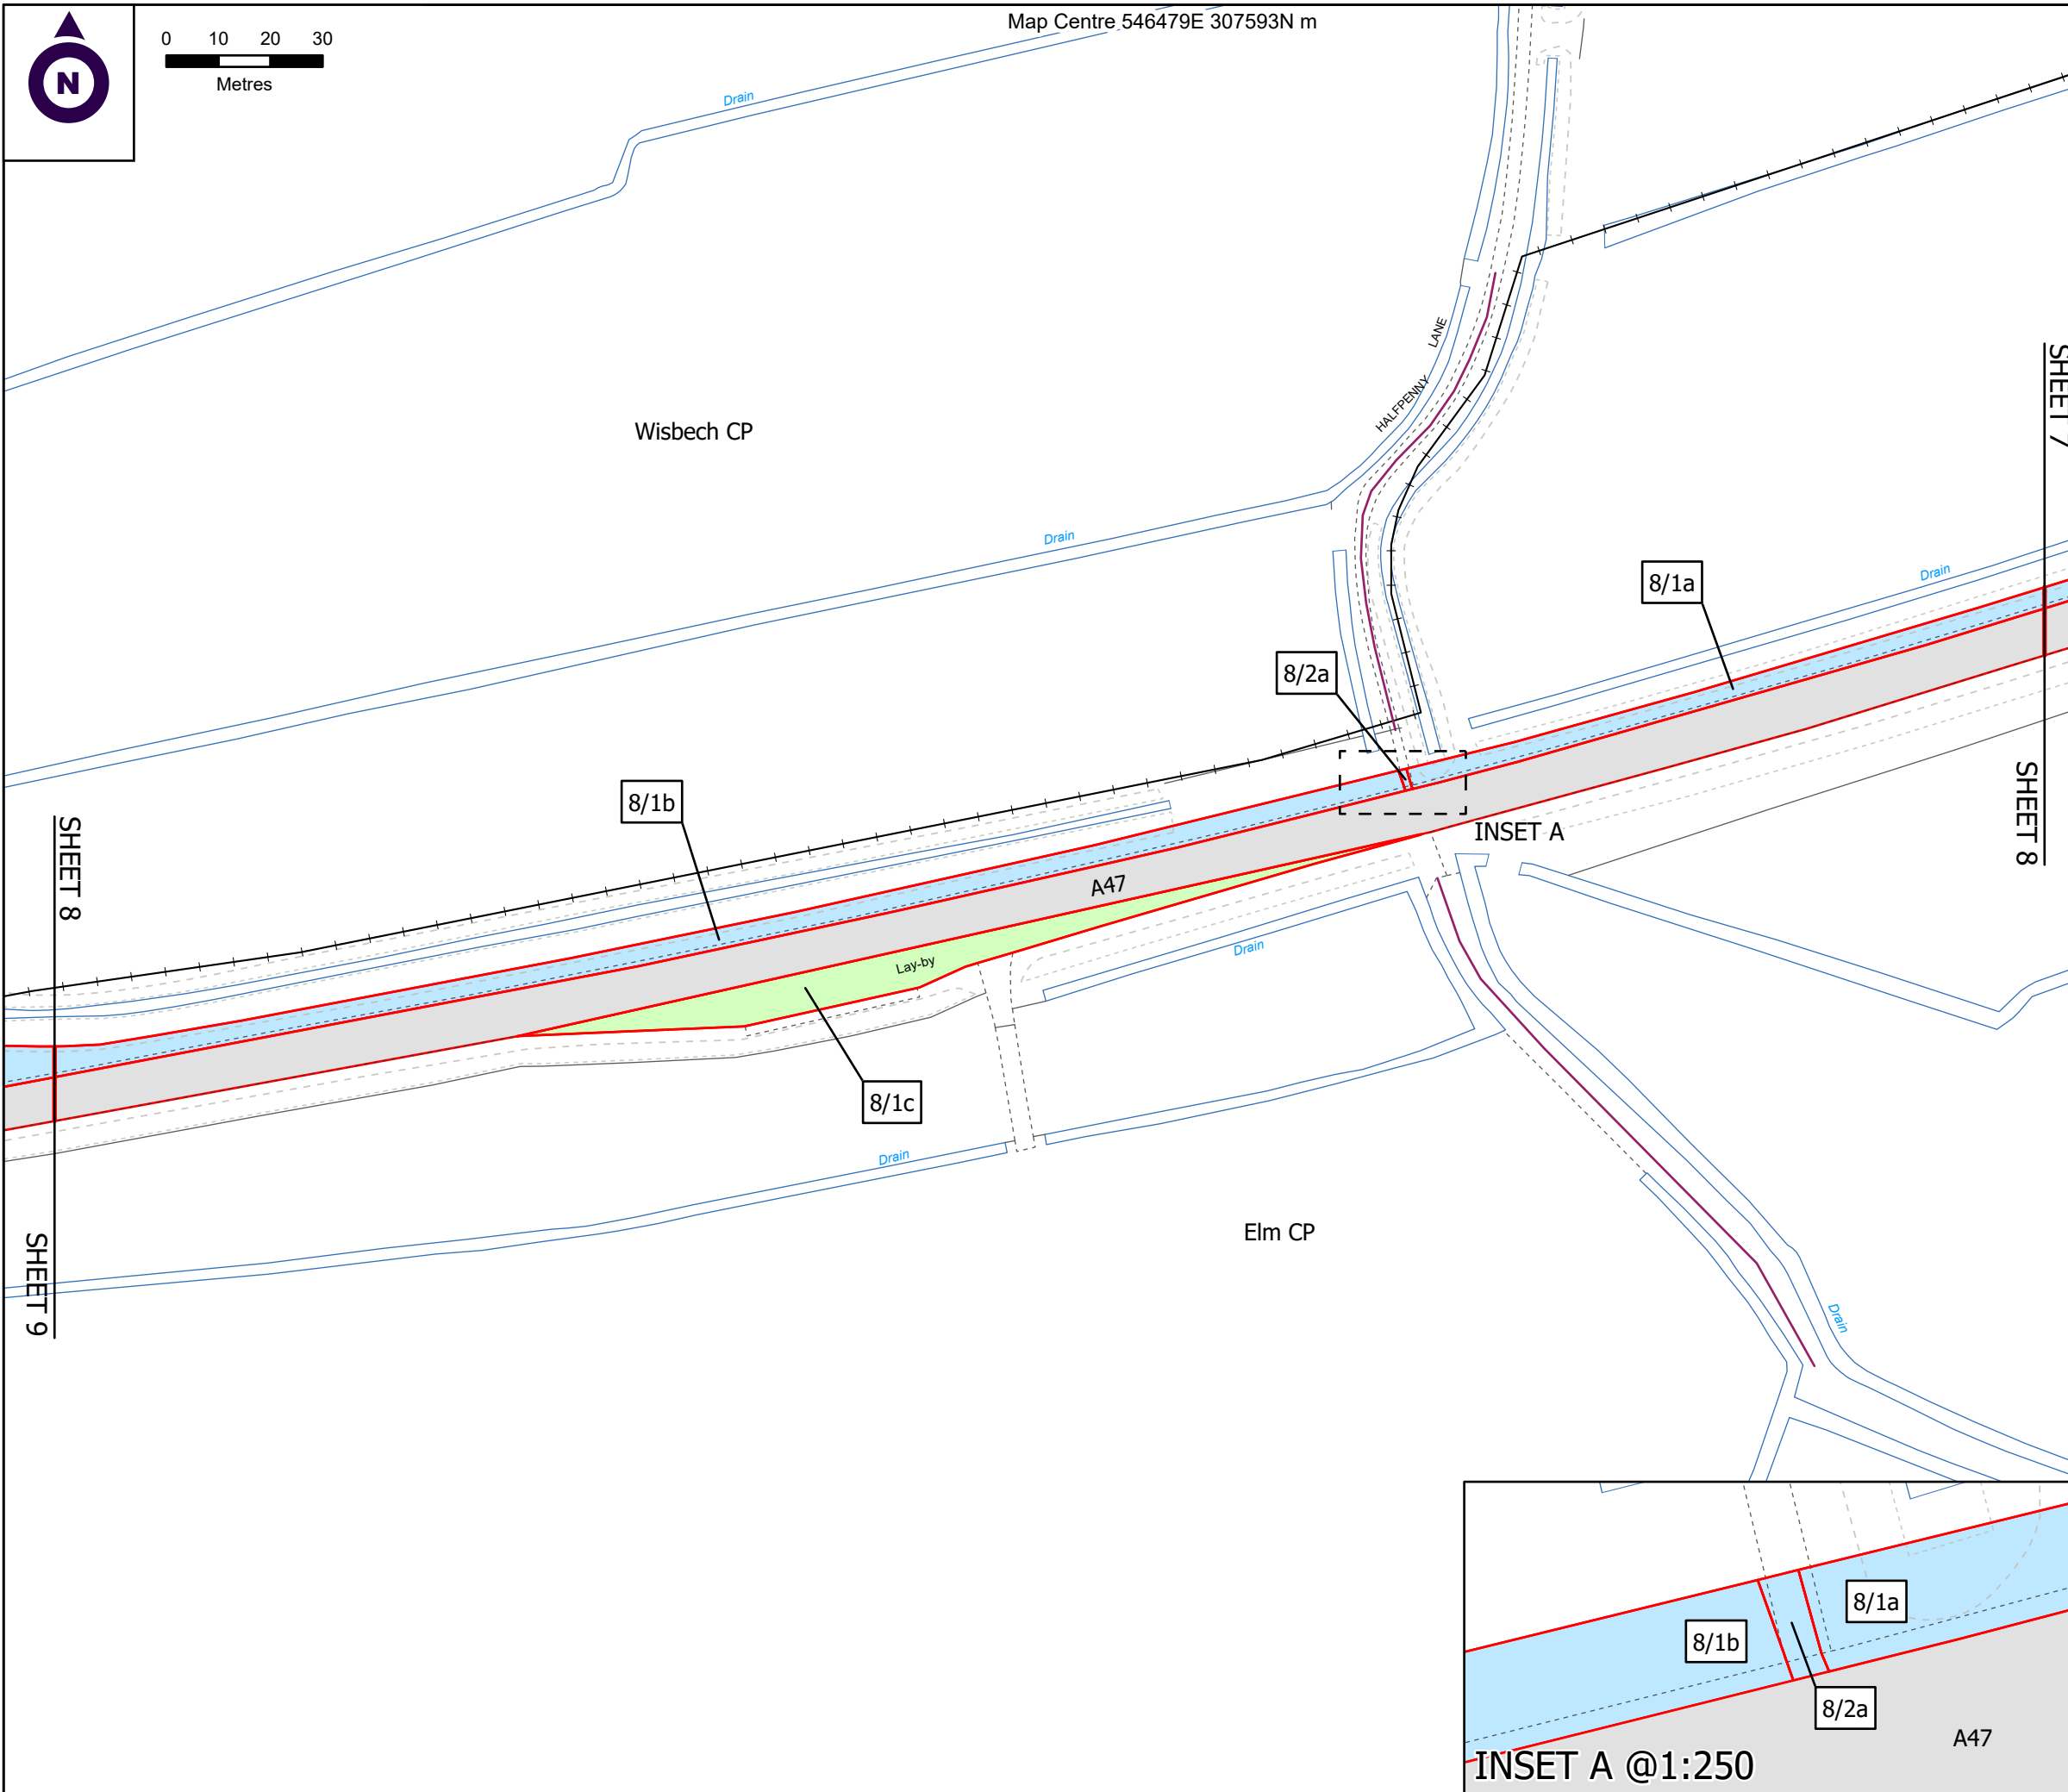 Map Centre 546479E 307593N m
N
0 10 20 30
Metres
Drain
LANE
HALFPENNY
Wisbech CP
SHEET 7
Drain
Drain
8/1a
8/2a
8/1b
SHEET 8
SHEET 8
INSET A
A47
Lay-by
Drain
8/1c
Drain
Elm CP
SHEET 9
Drain
8/1a
8/1b
8/2a
A47
INSET A @1:250